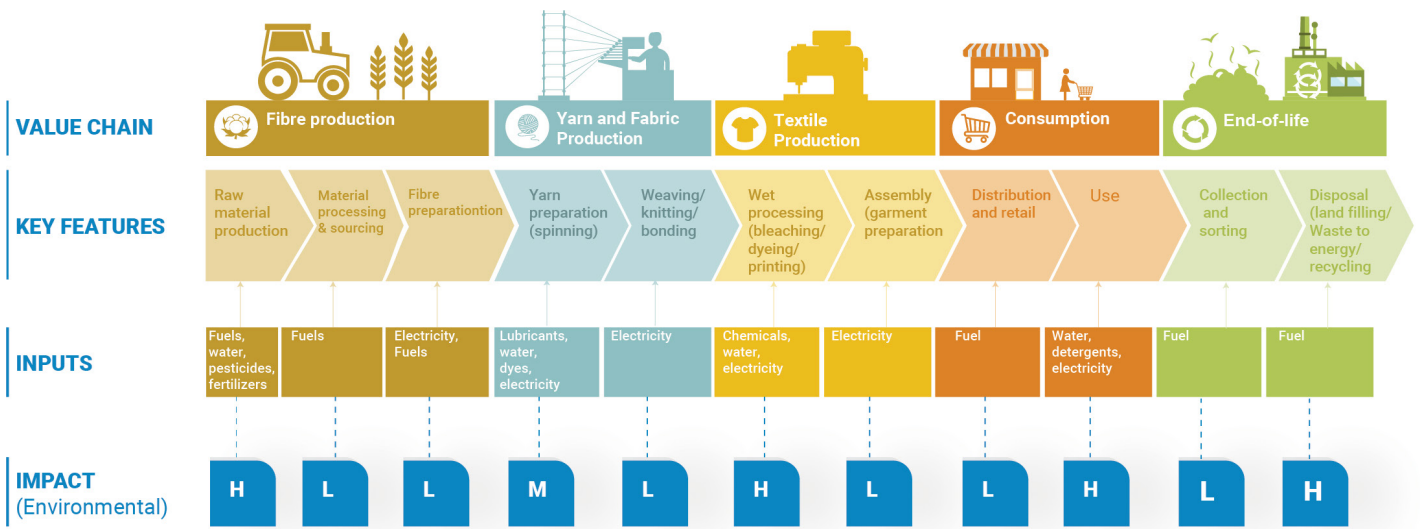 VALUE CHAIN
Fibre production
Yarn and Fabric
Production
Textile
Production
Consumption
End-of-life
KEY FEATURES
Raw
material
production
Material
processing
& sourcing
Fibre
preparationtion
Yarn
preparation
(spinning)
Weaving/
knitting/
bonding
Wet
processing
(bleaching/
dyeing/
printing)
Assembly
(garment
preparation
Distribution
and retail
Use
Collection
and
sorting
Disposal
(land filling/
Waste to
energy/
recycling
INPUTS
Fuels,
water,
pesticides,
fertilizers
Fuels
Electricity,
Fuels
Lubricants,
water,
dyes,
electricity
Electricity
Chemicals,
water,
electricity
Electricity
Fuel
Water,
detergents,
electricity
Fuel
Fuel
IMPACT
(Environmental)
H
L
L
M
L
H
L
L
H
L
H